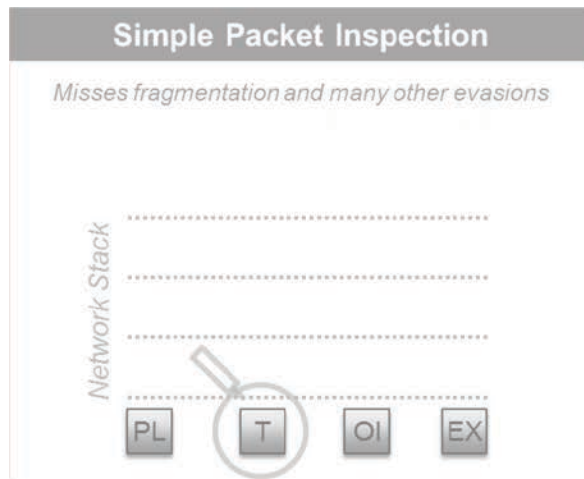 Simple Packet Inspection
Misses fragmentation and many other evasions
Network Stack
PL T OI EX